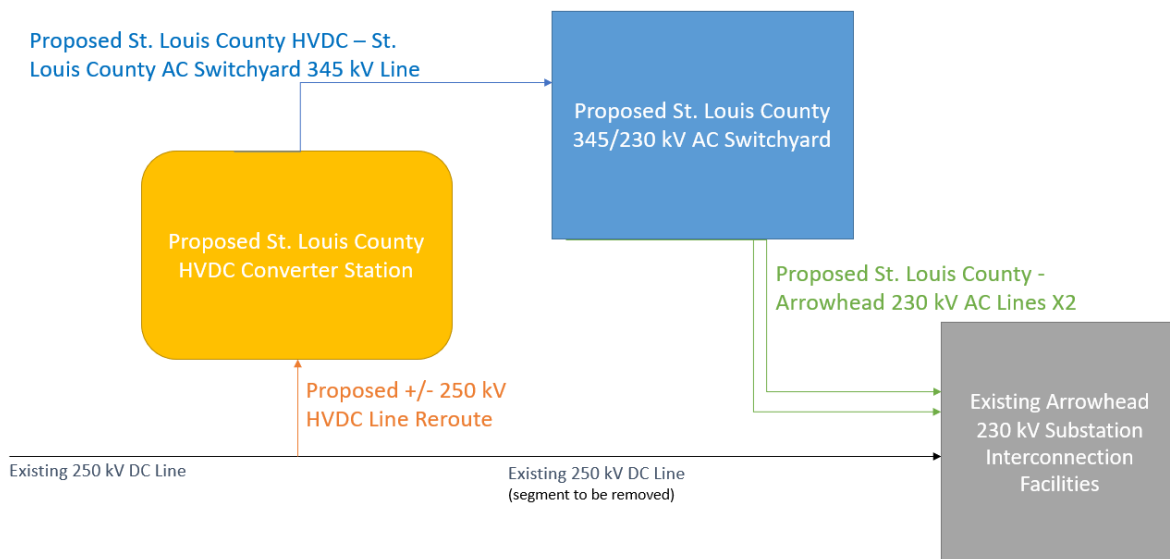 Proposed St. Louis County HVDC – St.
Louis County AC Switchyard 345 kV Line
Proposed St. Louis County
345/230 kV AC Switchyard
Proposed St. Louis County
HVDC Converter Station
Proposed St. Louis County -
Arrowhead 230 kV AC Lines X2
Proposed +/- 250 kV
HVDC Line Reroute
Existing Arrowhead
230 kV Substation
Interconnection
Facilities
Existing 250 kV DC Line
Existing 250 kV DC Line
(segment to be removed)